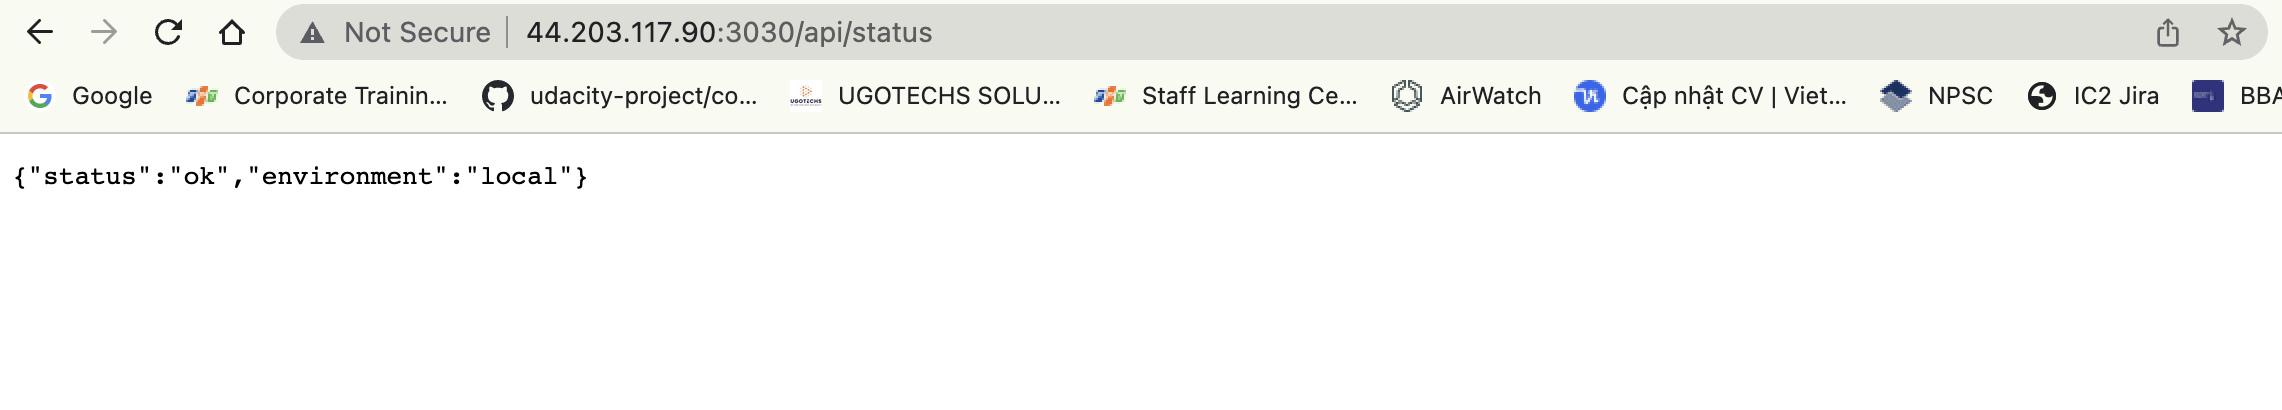 Not Secure | 44.203.117.90:3030/api/status
Google Corporate Trainin... udacity-project/co... UGOTECHS UGOTECHS SOLU... Staff Learning Ce... AirWatch Cập nhật CV | Viet... NPSC IC2 Jira BBA
{"status":"ok","environment":"local"}